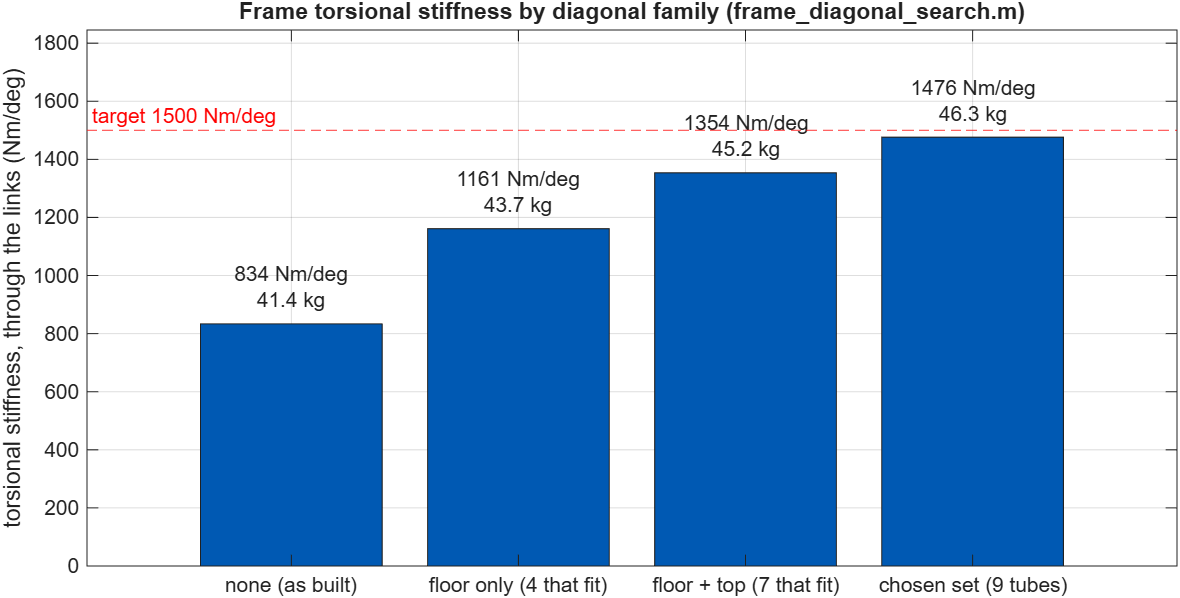 Frame torsional stiffness by diagonal family (frame_diagonal_search.m)
torsional stiffness, through the links (Nm/deg)
1800
1600
1400
1200
1000
800
600
400
200
0
target 1500 Nm/deg
834 Nm/deg
41.4 kg
1161 Nm/deg
43.7 kg
1354 Nm/deg
45.2 kg
1476 Nm/deg
46.3 kg
none (as built)
floor only (4 that fit)
floor + top (7 that fit)
chosen set (9 tubes)